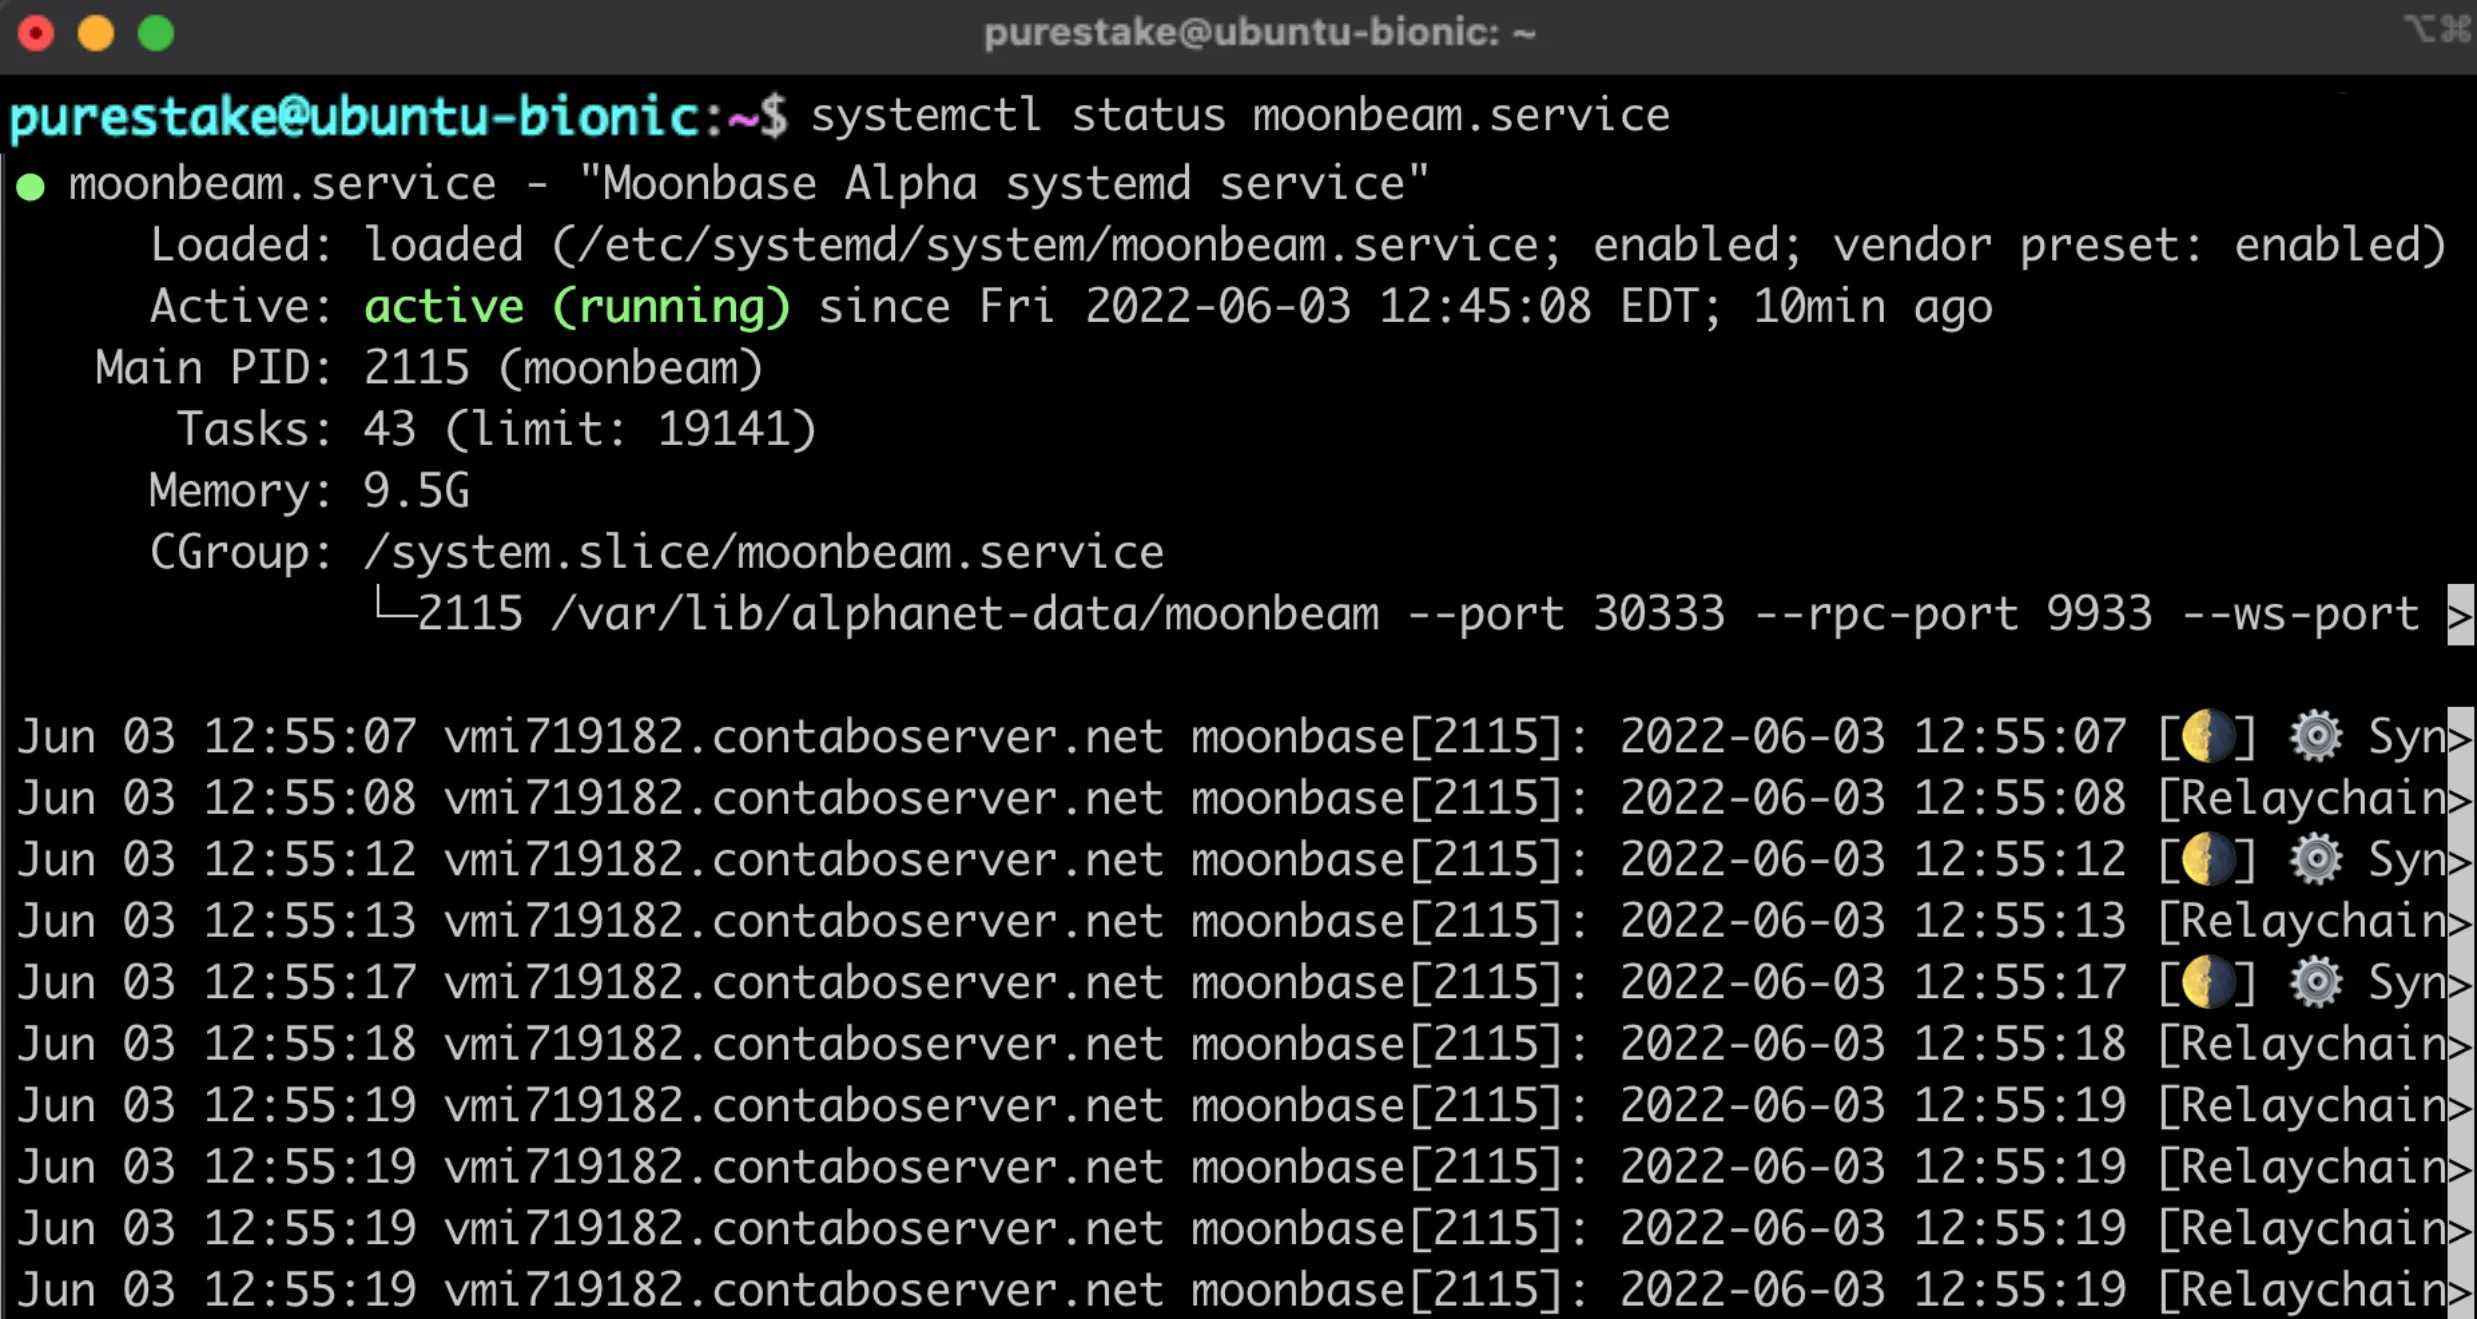 purestake@ubuntu-bionic: ~ ⌥⌘
purestake@ubuntu-bionic:~$ systemctl status moonbeam.service
● moonbeam.service - "Moonbase Alpha systemd service"
Loaded: loaded (/etc/systemd/system/moonbeam.service; enabled; vendor preset: enabled)
Active: active (running) since Fri 2022-06-03 12:45:08 EDT; 10min ago
Main PID: 2115 (moonbeam)
Tasks: 43 (limit: 19141)
Memory: 9.5G
CGroup: /system.slice/moonbeam.service
└─2115 /var/lib/alphanet-data/moonbeam --port 30333 --rpc-port 9933 --ws-port >
Jun 03 12:55:07 vmi719182.contaboserver.net moonbase[2115]: 2022-06-03 12:55:07 [🌗] ⚙️ Syn>
Jun 03 12:55:08 vmi719182.contaboserver.net moonbase[2115]: 2022-06-03 12:55:08 [Relaychain>
Jun 03 12:55:12 vmi719182.contaboserver.net moonbase[2115]: 2022-06-03 12:55:12 [🌗] ⚙️ Syn>
Jun 03 12:55:13 vmi719182.contaboserver.net moonbase[2115]: 2022-06-03 12:55:13 [Relaychain>
Jun 03 12:55:17 vmi719182.contaboserver.net moonbase[2115]: 2022-06-03 12:55:17 [🌗] ⚙️ Syn>
Jun 03 12:55:18 vmi719182.contaboserver.net moonbase[2115]: 2022-06-03 12:55:18 [Relaychain>
Jun 03 12:55:19 vmi719182.contaboserver.net moonbase[2115]: 2022-06-03 12:55:19 [Relaychain>
Jun 03 12:55:19 vmi719182.contaboserver.net moonbase[2115]: 2022-06-03 12:55:19 [Relaychain>
Jun 03 12:55:19 vmi719182.contaboserver.net moonbase[2115]: 2022-06-03 12:55:19 [Relaychain>
Jun 03 12:55:19 vmi719182.contaboserver.net moonbase[2115]: 2022-06-03 12:55:19 [Relaychain>